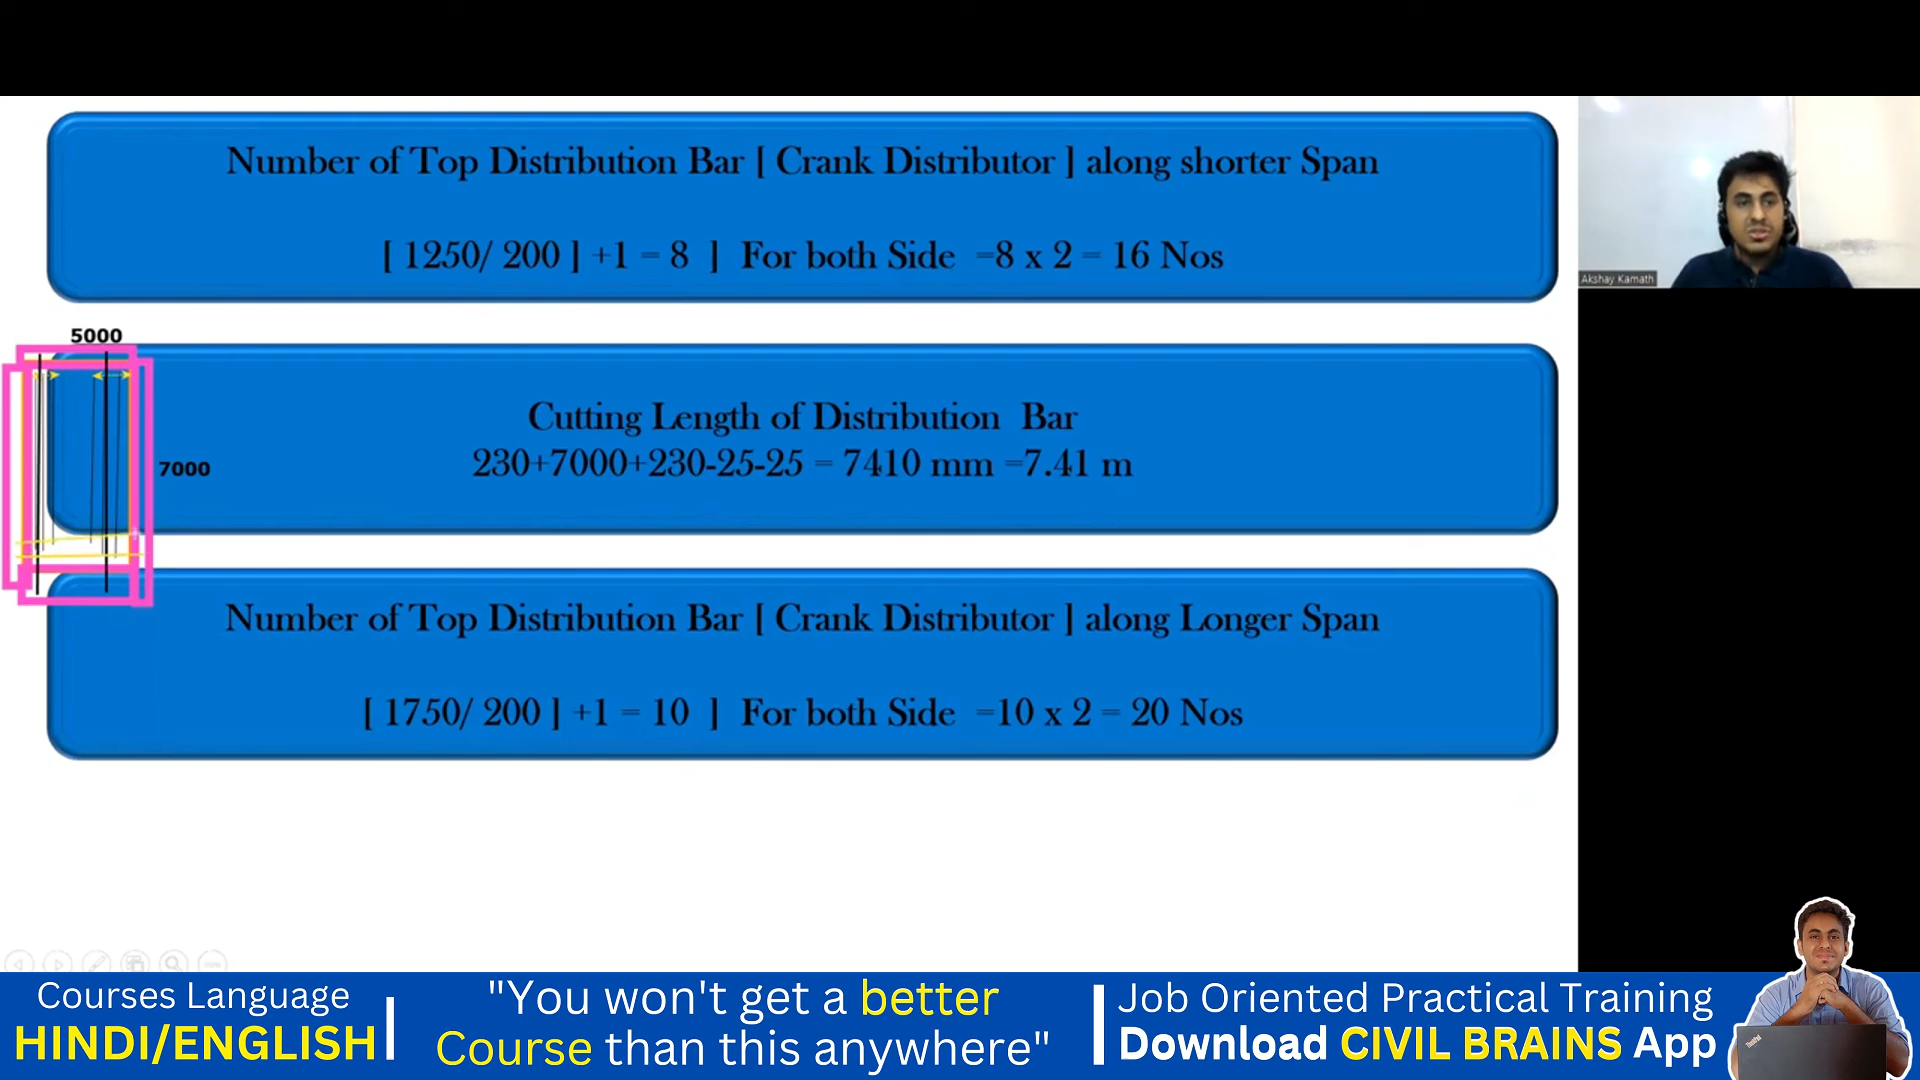 Number of Top Distribution Bar [ Crank Distributor ] along shorter Span
[ 1250/ 200 ] +1 = 8 ] For both Side =8 x 2 = 16 Nos
Akshay Kamath
5000
Cutting Length of Distribution Bar
230+7000+230-25-25 = 7410 mm =7.41 m
7000
Number of Top Distribution Bar [ Crank Distributor ] along Longer Span
[ 1750/ 200 ] +1 = 10 ] For both Side =10 x 2 = 20 Nos
Courses Language
HINDI/ENGLISH
"You won't get a better
Course than this anywhere"
Job Oriented Practical Training
Download CIVIL BRAINS App
ThinkPad